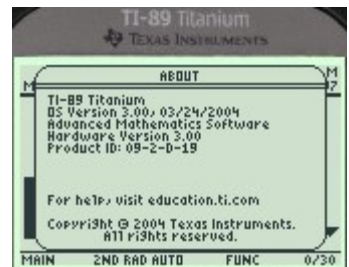 TI-89 Titanium
TEXAS INSTRUMENTS
ABOUT
TI-89 Titanium
OS Version 3.00, 03/24/2004
Advanced Mathematics Software
Hardware Version 3.00
Product ID: 09-2-0-19
For help, visit education.ti.com
Copyright © 2004 Texas Instruments.
All rights reserved.
MAIN 2ND RAD AUTO FUNC 0/30